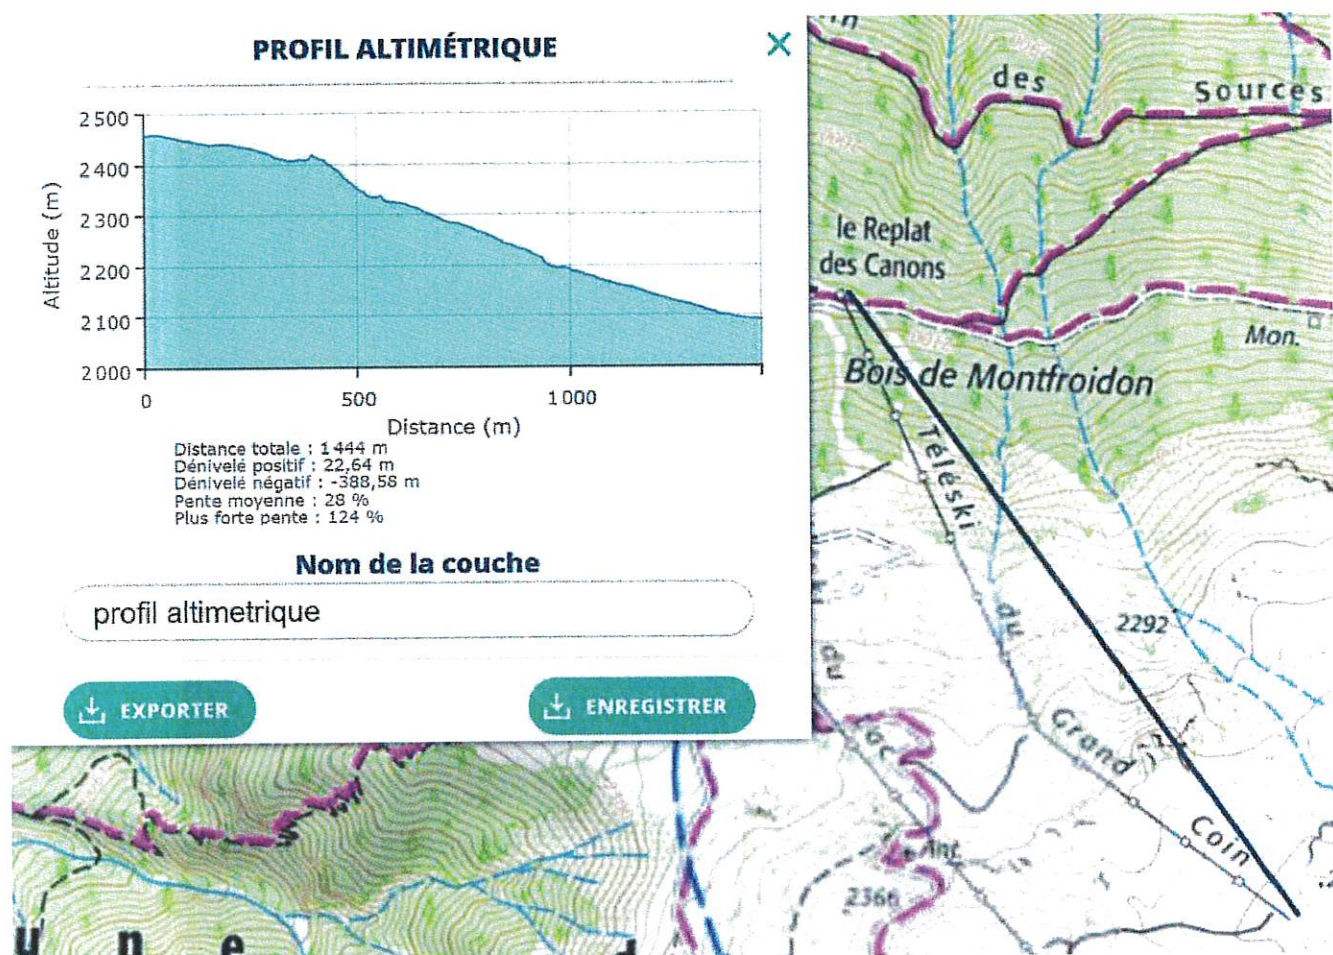 PROFIL ALTIMÉTRIQUE
2 500
2 400
2 300
2 200
2 100
2 000
Altitude (m)
0
500
1 000
Distance (m)
Distance totale : 1 444 m
Dénivelé positif : 22,64 m
Dénivelé négatif : -388,58 m
Pente moyenne : 28 %
Plus forte pente : 124 %
Nom de la couche
profil altimetrique
EXPORTER
ENREGISTRER
des
Sources
le Replat
des Canons
Mon.
Bois de Montfroidon
Téléski
du
Grand
Coin
2292
du
Lac
Ant.
2366
u n e